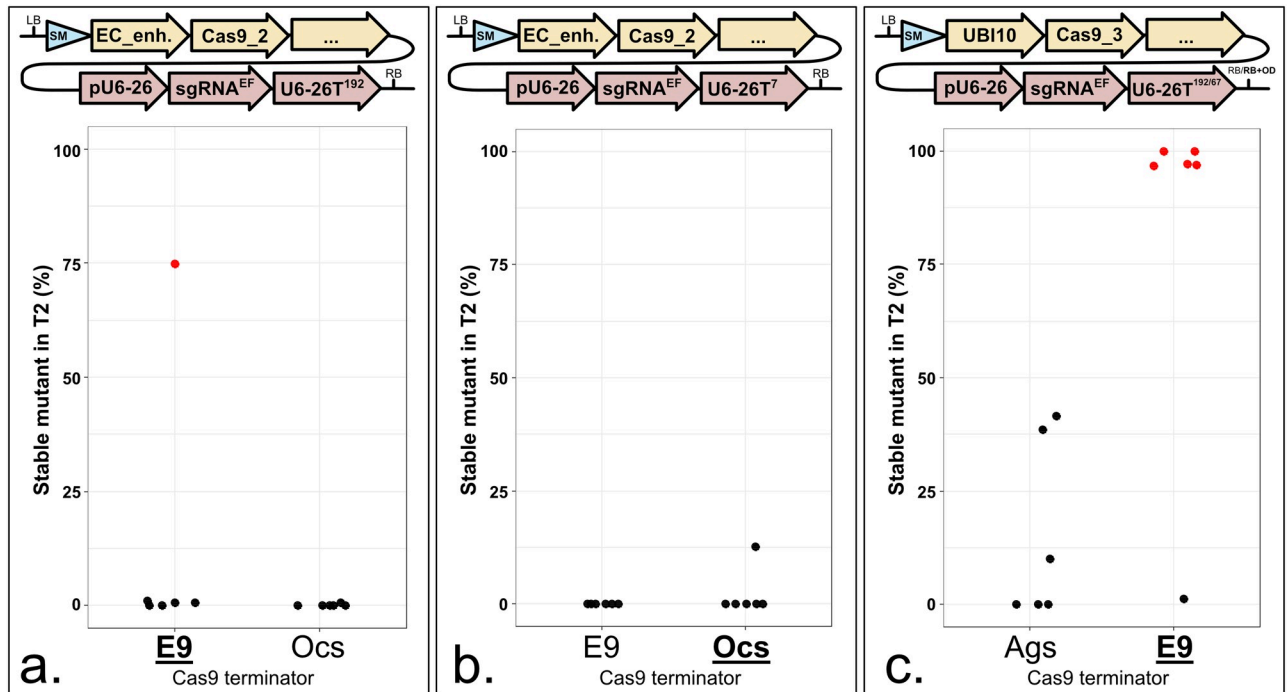 LB
SM
EC_enh.
Cas9_2
...
pU6-26
sgRNA^EF
U6-26T^192
RB
Stable mutant in T2 (%)
100
75
50
25
0
E9
Ocs
Cas9 terminator
a.
LB
SM
EC_enh.
Cas9_2
...
pU6-26
sgRNA^EF
U6-26T^7
RB
Stable mutant in T2 (%)
100
75
50
25
0
E9
Ocs
Cas9 terminator
b.
LB
SM
UBI10
Cas9_3
...
pU6-26
sgRNA^EF
U6-26T^192/67
RB/RB+OD
Stable mutant in T2 (%)
100
75
50
25
0
Ags
E9
Cas9 terminator
c.